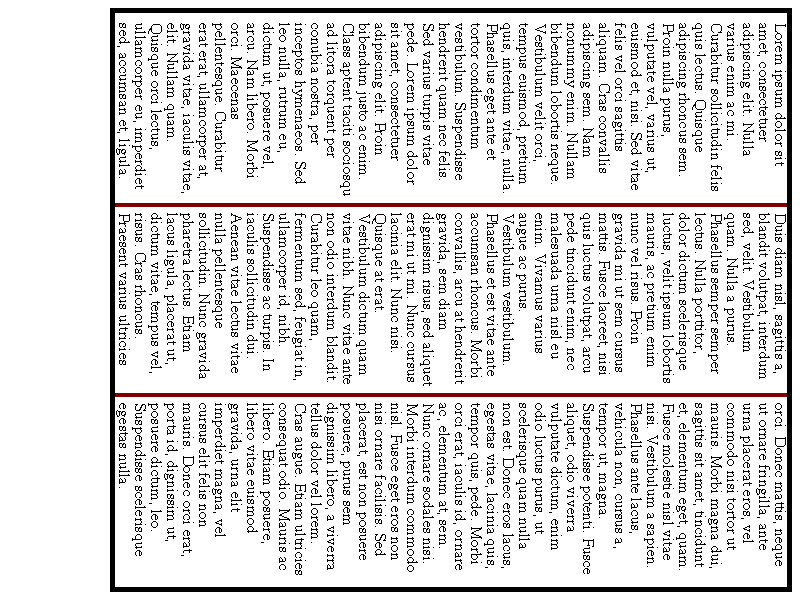 Lorem ipsum dolor sit
amet, consectetuer
adipiscing elit. Nulla
varius enim ac mi.
Curabitur sollicitudin felis
quis lectus. Quisque
adipiscing rhoncus sem.
Proin nulla purus,
vulputate vel, varius ut,
euismod et, nisi. Sed vitae
felis vel orci sagittis
aliquam. Cras convallis
adipiscing sem. Nam
nonummy enim. Nullam
bibendum lobortis neque.
Vestibulum velit orci,
tempus euismod, pretium
quis, interdum vitae, nulla.
Phasellus eget ante et
tortor condimentum
vestibulum. Suspendisse
hendrerit quam nec felis.
Sed varius turpis vitae
pede. Lorem ipsum dolor
sit amet, consectetuer
adipiscing elit. Proin
bibendum justo ac enim.
Class aptent taciti sociosqu
ad litora torquent per
conubia nostra, per
inceptos hymenaeos. Sed
leo nulla, rutrum eu,
dictum ut, posuere vel,
arcu. Nam libero. Morbi
orci. Maecenas
pellentesque. Curabitur
erat erat, ullamcorper at,
gravida vitae, iaculis vitae,
elit. Nullam quam.
Quisque orci lectus,
ullamcorper eu, imperdiet
sed, accumsan et, ligula.
Duis diam nisl, sagittis a,
blandit volutpat, interdum
sed, velit. Vestibulum
quam. Nulla a purus.
Phasellus semper semper
lectus. Nulla porttitor,
dolor dictum scelerisque
luctus, velit ipsum lobortis
mauris, ac pretium enim
nunc vel risus. Proin
gravida mi ut sem cursus
mattis. Fusce laoreet, nisi
quis luctus volutpat, arcu
pede tincidunt enim, nec
malesuada urna nisl eu
enim. Vivamus varius
augue ac purus.
Vestibulum vestibulum.
Phasellus et est vitae ante
accumsan rhoncus. Morbi
convallis, arcu at hendrerit
gravida, sem diam
dignissim risus, sed aliquet
erat mi ut mi. Nunc cursus
lacinia elit. Nunc nisi.
Quisque at erat.
Vestibulum dictum quam
vitae nibh. Nunc vitae ante
non odio interdum blandit.
Curabitur leo quam,
fermentum sed, feugiat in,
ullamcorper id, nibh.
Suspendisse ac turpis. In
iaculis sollicitudin dui.
Aenean vitae lectus vitae
nulla pellentesque
sollicitudin. Nunc gravida
pharetra lectus. Etiam
lacus ligula, placerat ut,
dictum vitae, tempus vel,
risus. Cras rhoncus.
Praesent varius ultricies
orci. Donec mattis, neque
ut ornare fringilla, ante
urna placerat eros, vel
commodo nisi tortor ut
mauris. Morbi magna dui,
sagittis sit amet, tincidunt
et, elementum eget, quam.
Fusce molestie nisl vitae
nisi. Vestibulum a sapien.
Phasellus ante lacus,
vehicula non, cursus a,
tempor ut, magna.
Suspendisse potenti. Fusce
aliquet, odio viverra
vulputate dictum, enim
odio luctus purus, ut
scelerisque quam nulla
non est. Donec eros lacus,
egestas vitae, lacinia quis,
tempor quis, pede. Morbi
orci erat, iaculis id, ornare
ac, elementum at, sem.
Nunc ornare sodales nisi.
Morbi interdum commodo
nisl. Fusce eget eros non
nisi ornare facilisis. Sed
placerat, est non posuere
posuere, purus sem
dignissim libero, a viverra
tellus dolor vel lorem.
Cras augue. Etiam ultricies
consequat odio. Mauris ac
libero. Etiam posuere,
libero vitae euismod
gravida, urna elit
imperdiet magna, vel
cursus elit felis non
mauris. Donec orci erat,
porta id, dignissim ut,
posuere dictum, leo.
Suspendisse scelerisque
egestas nulla.